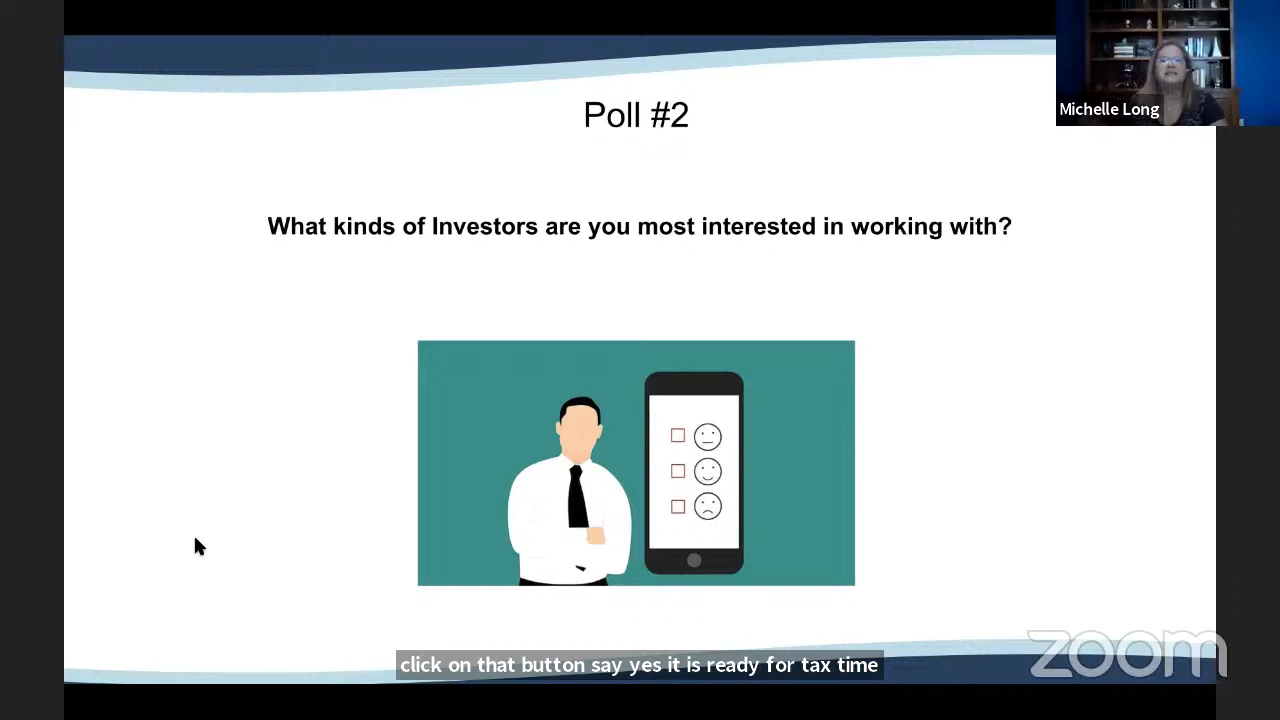 Poll #2
Michelle Long
What kinds of Investors are you most interested in working with?
click on that button say yes it is ready for tax time
zoom